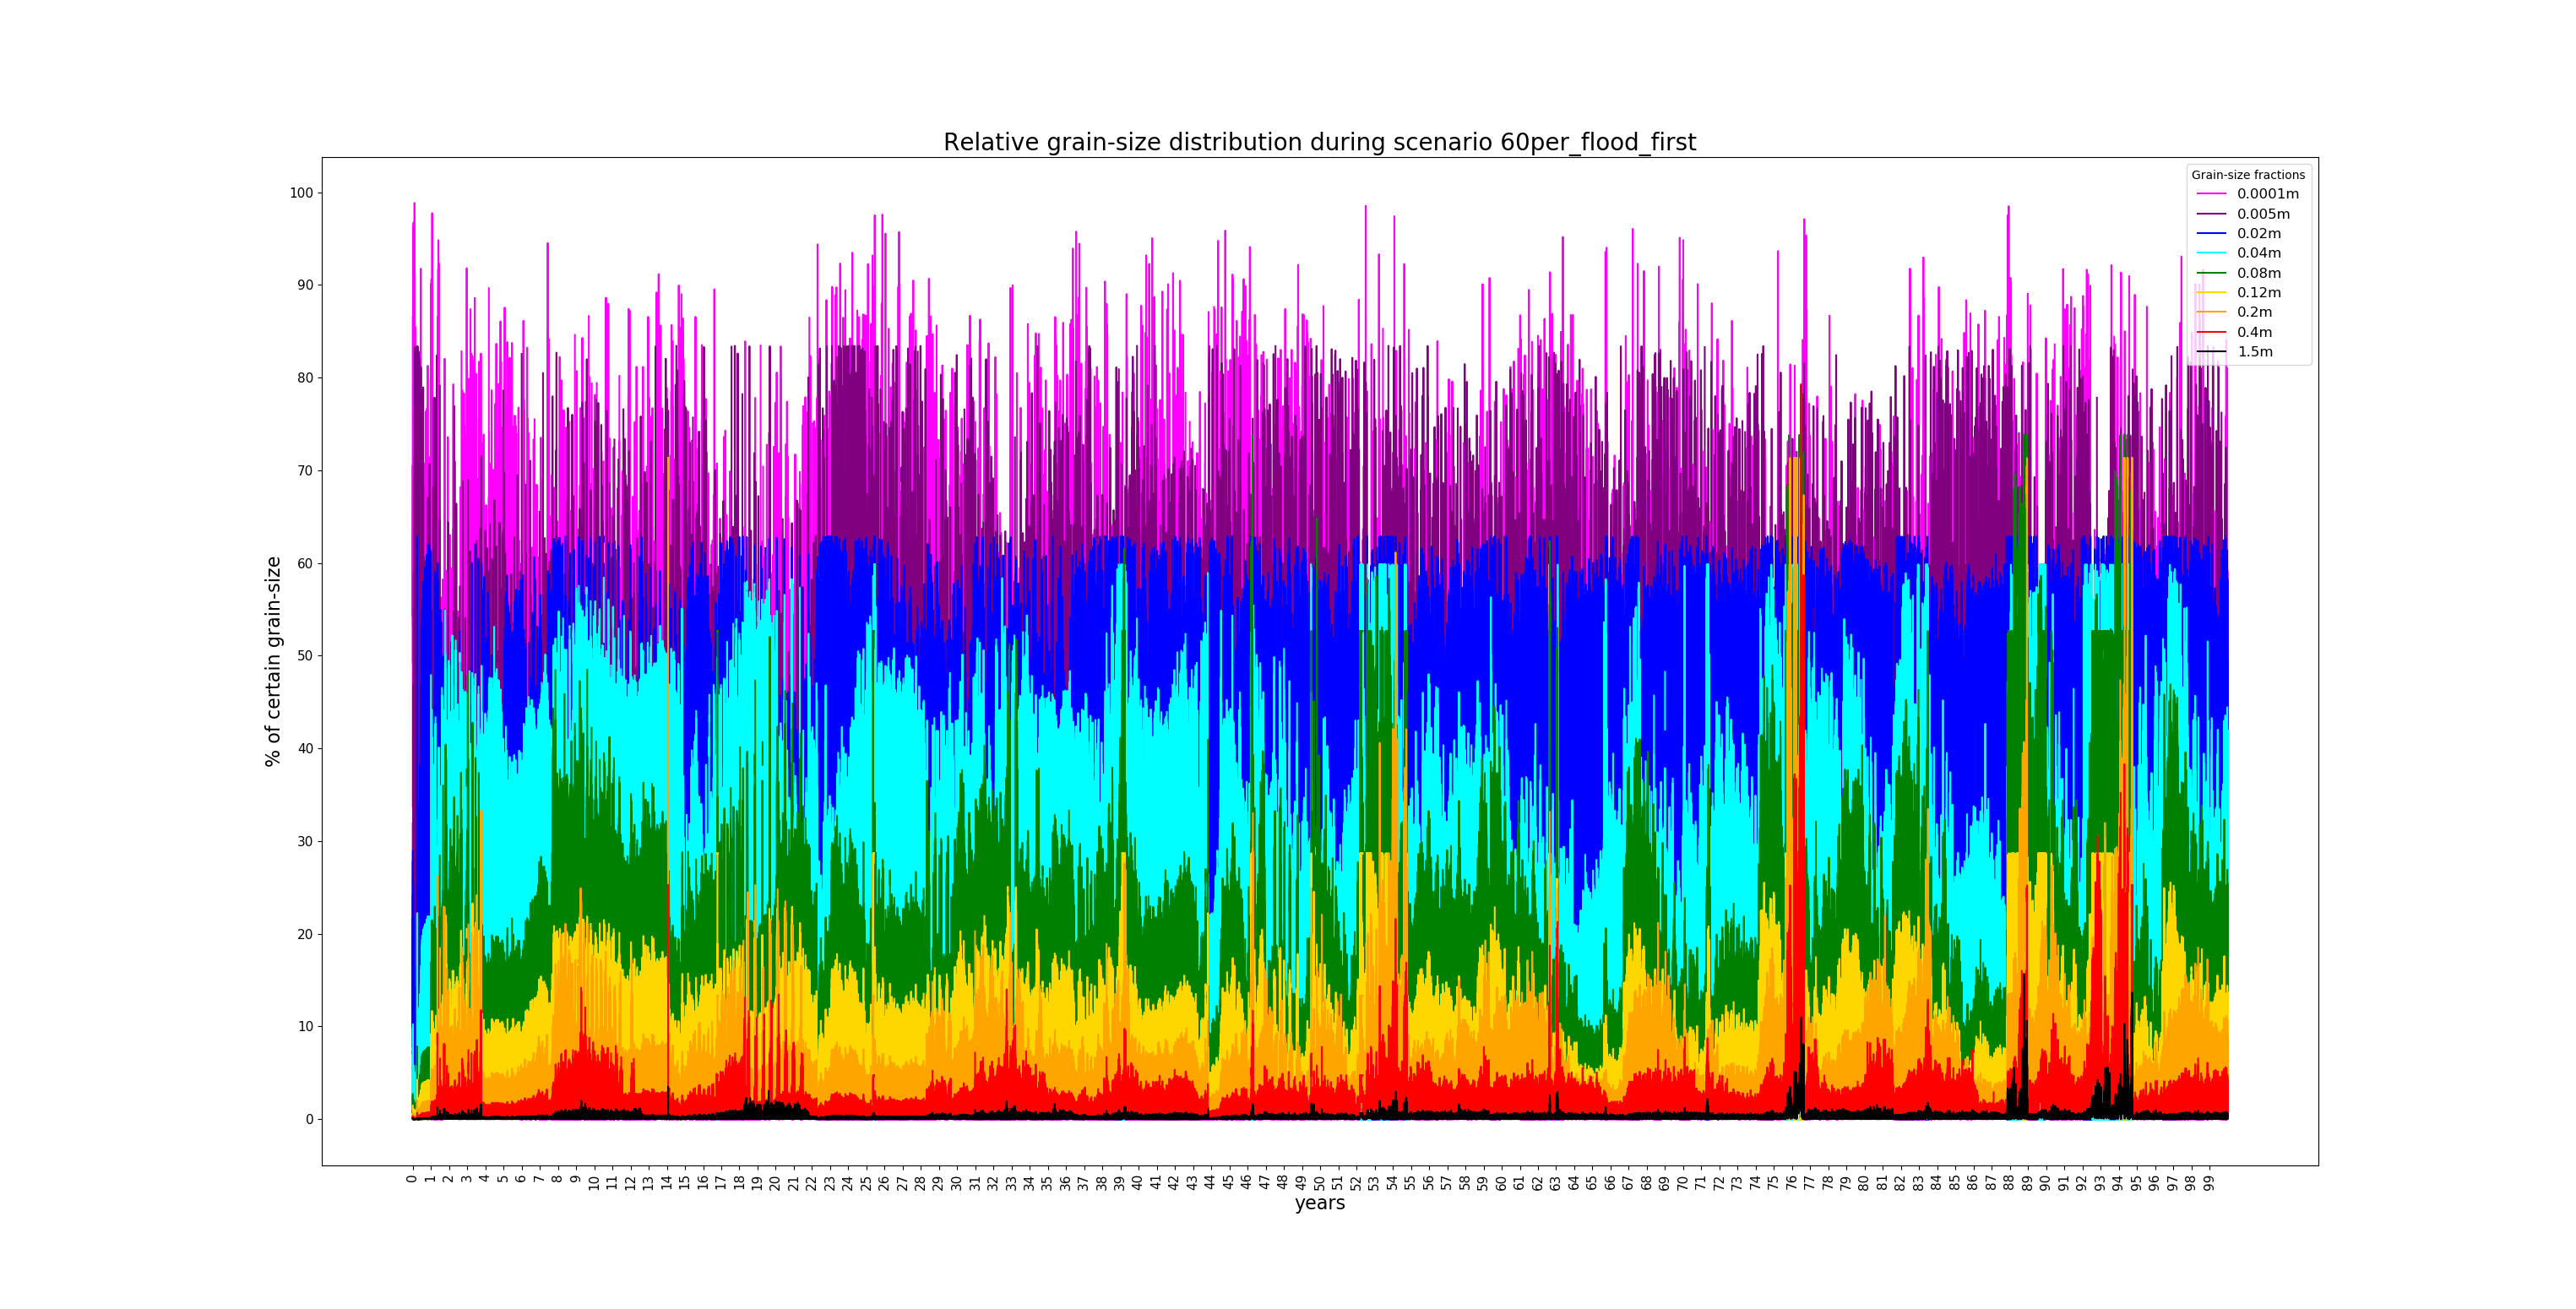 Relative grain-size distribution during scenario 60per_flood_first
Grain-size fractions
0.0001m
0.005m
0.02m
0.04m
0.08m
0.12m
0.2m
0.4m
1.5m
% of certain grain-size
100
90
80
70
60
50
40
30
20
10
0
0 1 2 3 4 5 6 7 8 9 10 11 12 13 14 15 16 17 18 19 20 21 22 23 24 25 26 27 28 29 30 31 32 33 34 35 36 37 38 39 40 41 42 43 44 45 46 47 48 49 50 51 52 53 54 55 56 57 58 59 60 61 62 63 64 65 66 67 68 69 70 71 72 73 74 75 76 77 78 79 80 81 82 83 84 85 86 87 88 89 90 91 92 93 94 95 96 97 98 99
years